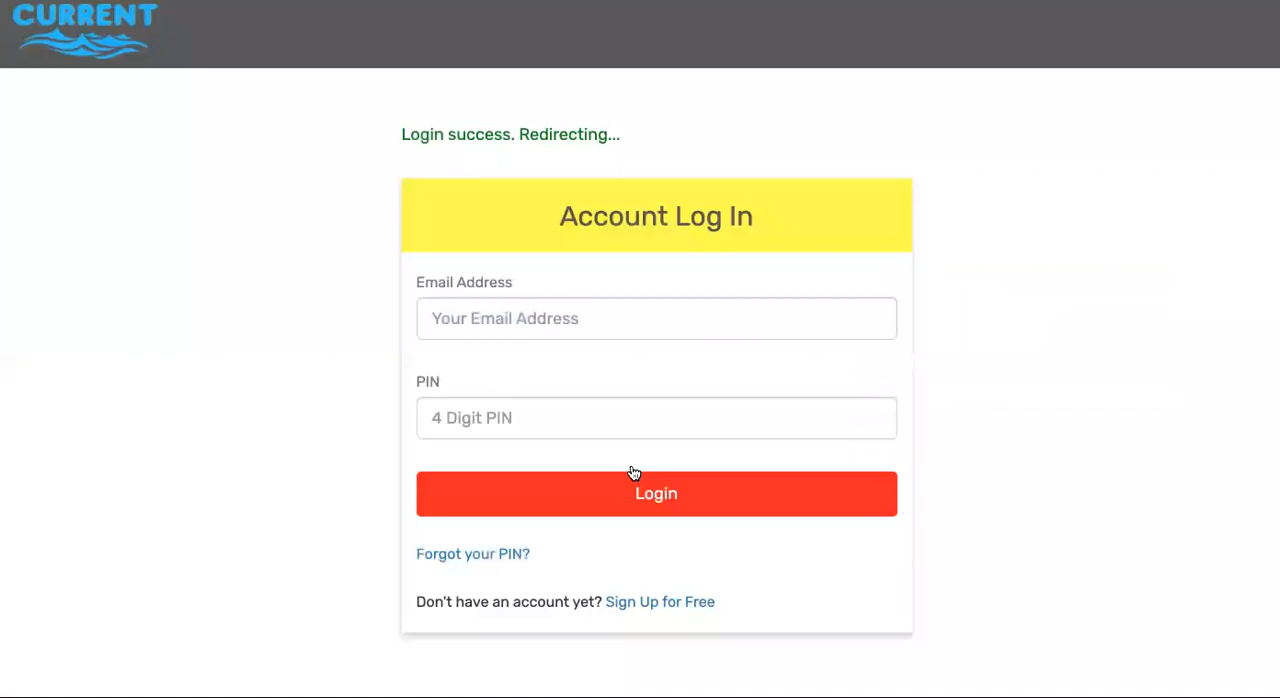 CURRENT
Login success. Redirecting...
Account Log In
Email Address
Your Email Address
PIN
4 Digit PIN
Login
Forgot your PIN?
Don't have an account yet? Sign Up for Free